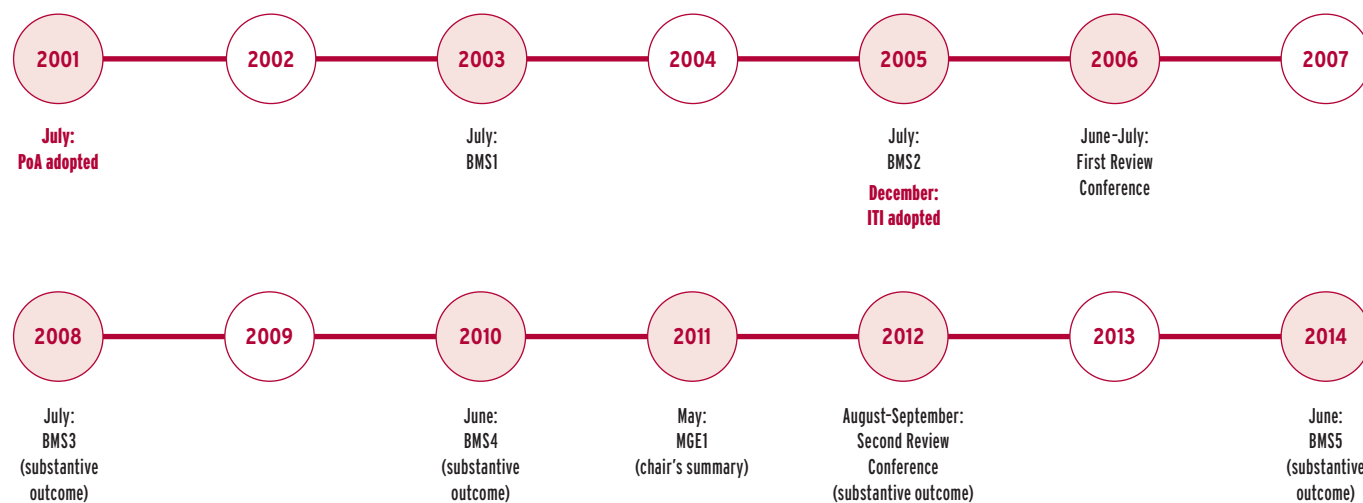 2001
2002
2003
2004
2005
2006
2007
July:
PoA adopted
July:
BMS1
July:
BMS2
December:
ITI adopted
June–July:
First Review
Conference
2008
2009
2010
2011
2012
2013
2014
July:
BMS3
(substantive
outcome)
June:
BMS4
(substantive
outcome)
May:
MGE1
(chair's summary)
August–September:
Second Review
Conference
(substantive outcome)
June:
BMS5
(substantive
outcome)